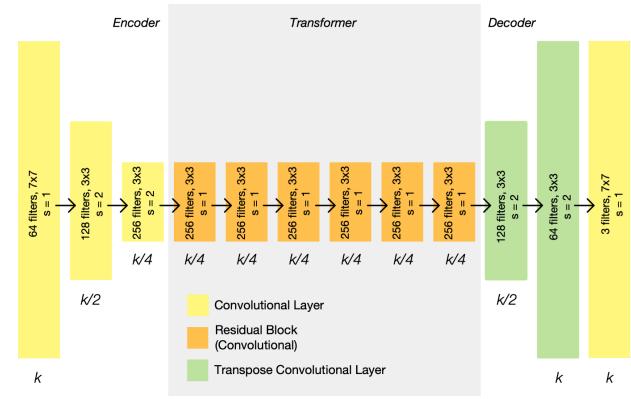 Encoder
Transformer
Decoder
64 filters, 7x7
s = 1
128 filters, 3x3
s = 2
256 filters, 3x3
s = 2
256 filters, 3x3
s = 1
256 filters, 3x3
s = 1
256 filters, 3x3
s = 1
256 filters, 3x3
s = 1
256 filters, 3x3
s = 1
256 filters, 3x3
s = 1
128 filters, 3x3
s = 2
64 filters, 3x3
s = 2
3 filters, 7x7
s = 1
k/4
k/4
k/4
k/4
k/4
k/4
k/4
k/2
k/2
Convolutional Layer
Residual Block
(Convolutional)
Transpose Convolutional Layer
k
k
k